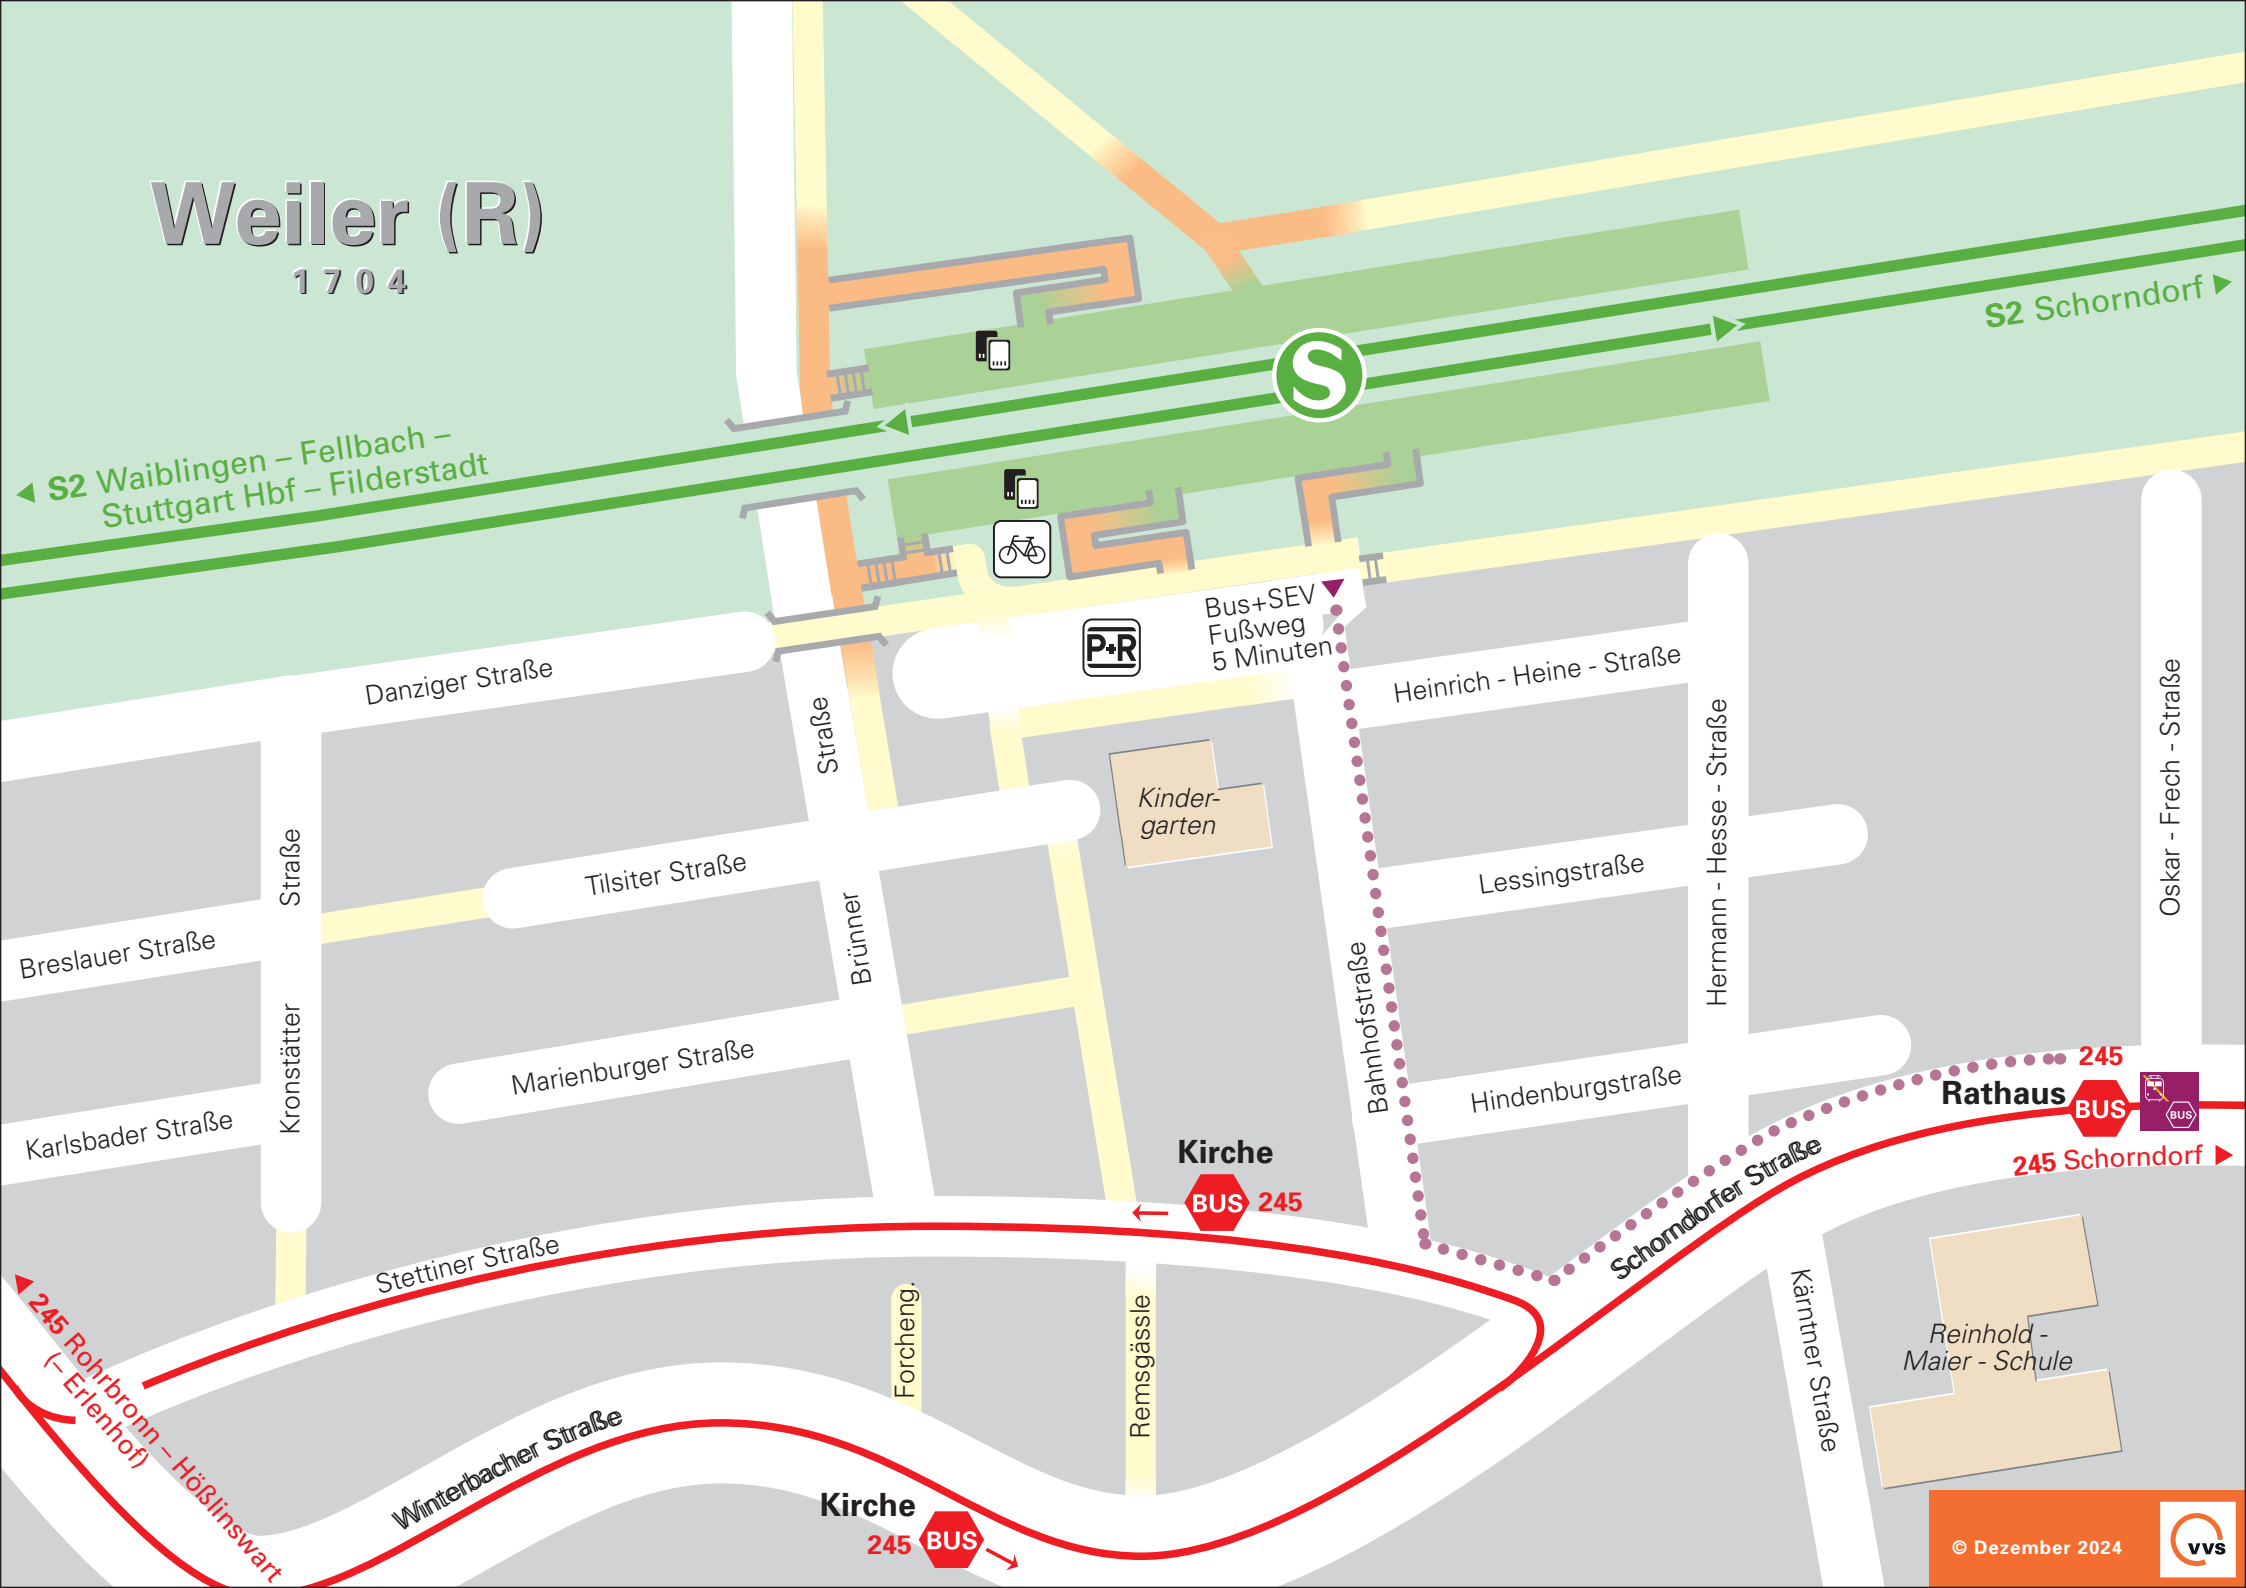 Weiler (R)
1704
S2 Schorndorf
S
S2 Waiblingen – Fellbach –
Stuttgart Hbf – Filderstadt
Bus+SEV
Fußweg
5 Minuten
P+R
Danziger Straße
Heinrich - Heine - Straße
Straße
Brünner
Hermann - Hesse - Straße
Oskar - Frech - Straße
Kinder-
garten
Straße
Kronstätter
Tilsiter Straße
Lessingstraße
Breslauer Straße
Bahnhofstraße
Marienburger Straße
Hindenburgstraße
Karlsbader Straße
245
Rathaus
BUS
BUS
245 Schorndorf
Kirche
BUS 245
Schorndorfer Straße
Stettiner Straße
Forcheng.
Remsgässle
Kärntner Straße
Reinhold -
Maier - Schule
245 Rohrbronn – Hößlinswart
(– Erlenhof)
Winterbacher Straße
Kirche
245 BUS
© Dezember 2024
vvs